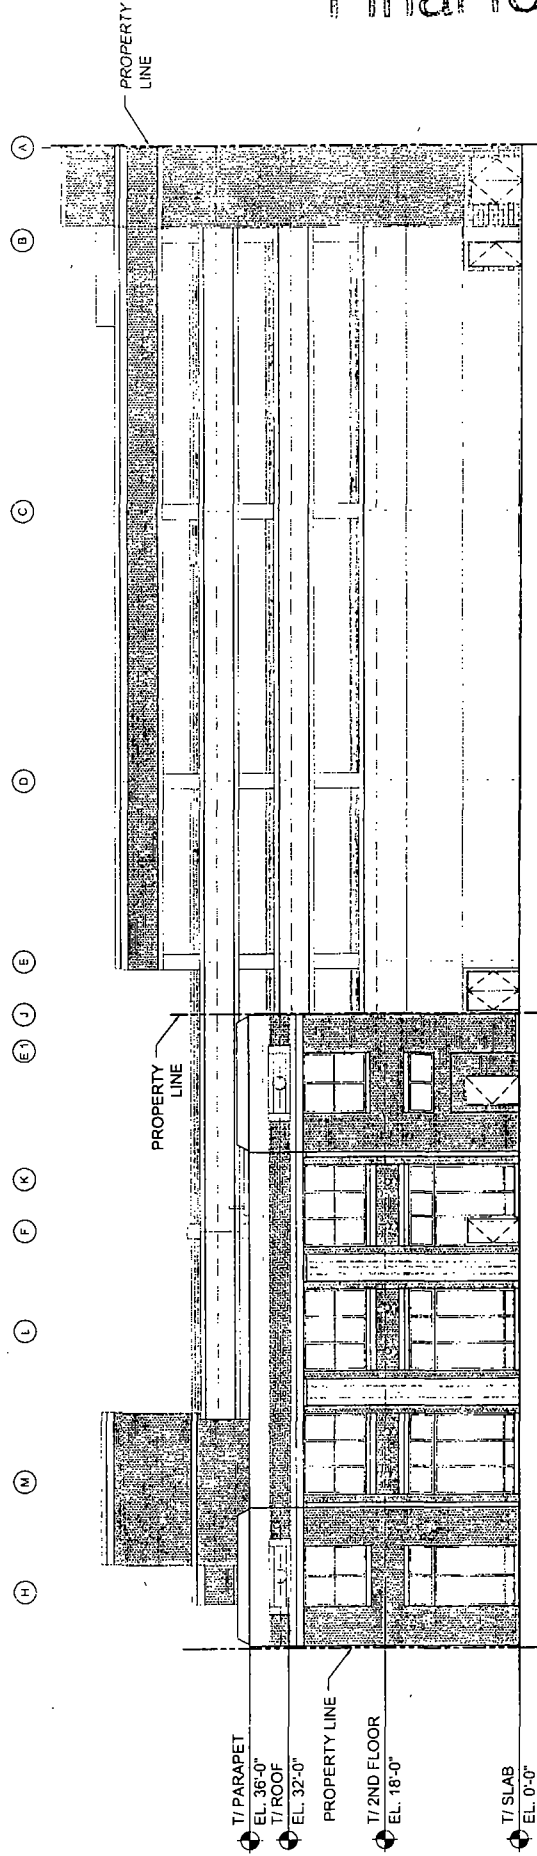 PROPERTY
LINE
A
B
C
D
E
J
E1
K
F
L
M
H
PROPERTY
LINE
T/ PARAPET
EL. 36'-0"
T/ ROOF
EL. 32'-0"
PROPERTY LINE
T/ 2ND FLOOR
EL. 18'-0"
T/ SLAB
EL. 0'-0"